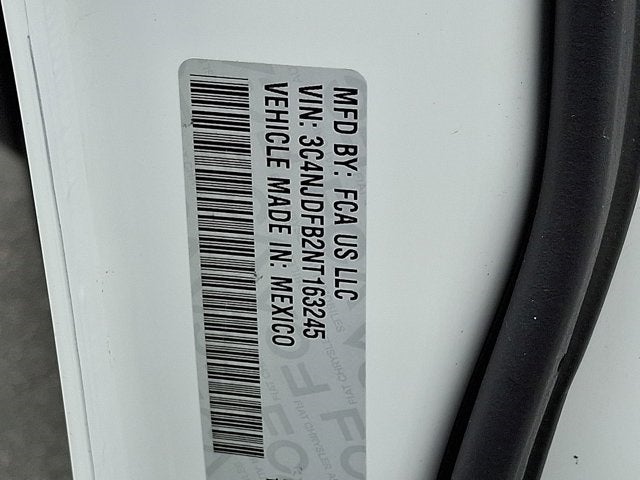 MFD BY: FCA US LLC
VIN: 3C4NJDFB2NT163245
VEHICLE MADE IN: MEXICO